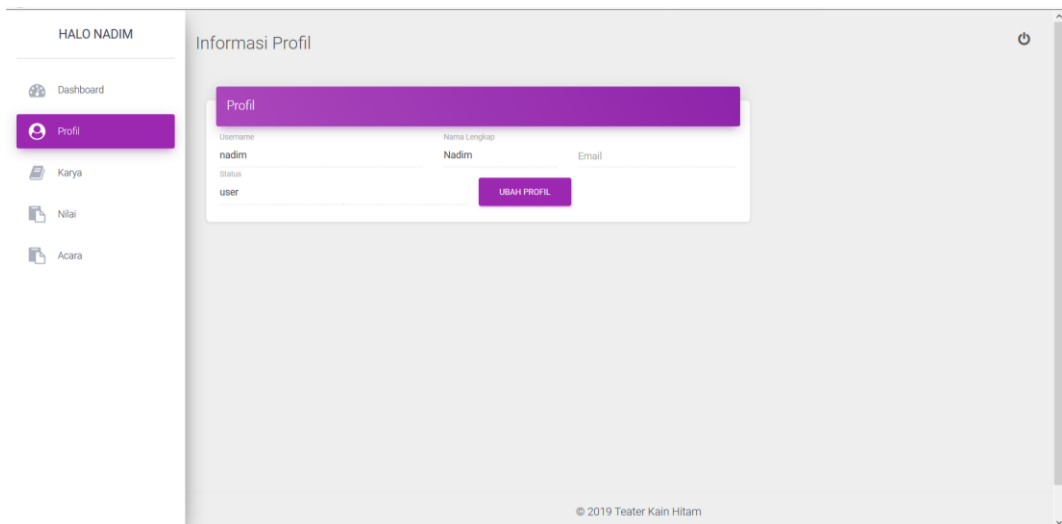 HALO NADIM
Informasi Profil
Dashboard
Profil
Karya
Nilai
Acara
Profil
Username
Nama Lengkap
nadim
Nadim
Email
Status
user
UBAH PROFIL
© 2019 Teater Kain Hitam